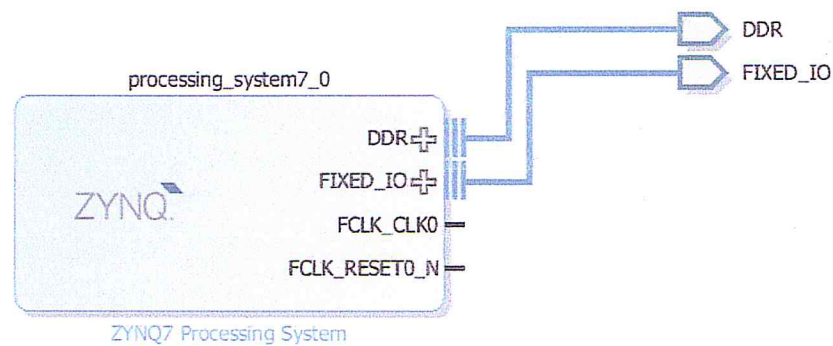 DDR
FIXED_IO
processing_system7_0
DDR
FIXED_IO
ZYNQ
FCLK_CLK0
FCLK_RESET0_N
ZYNQ7 Processing System